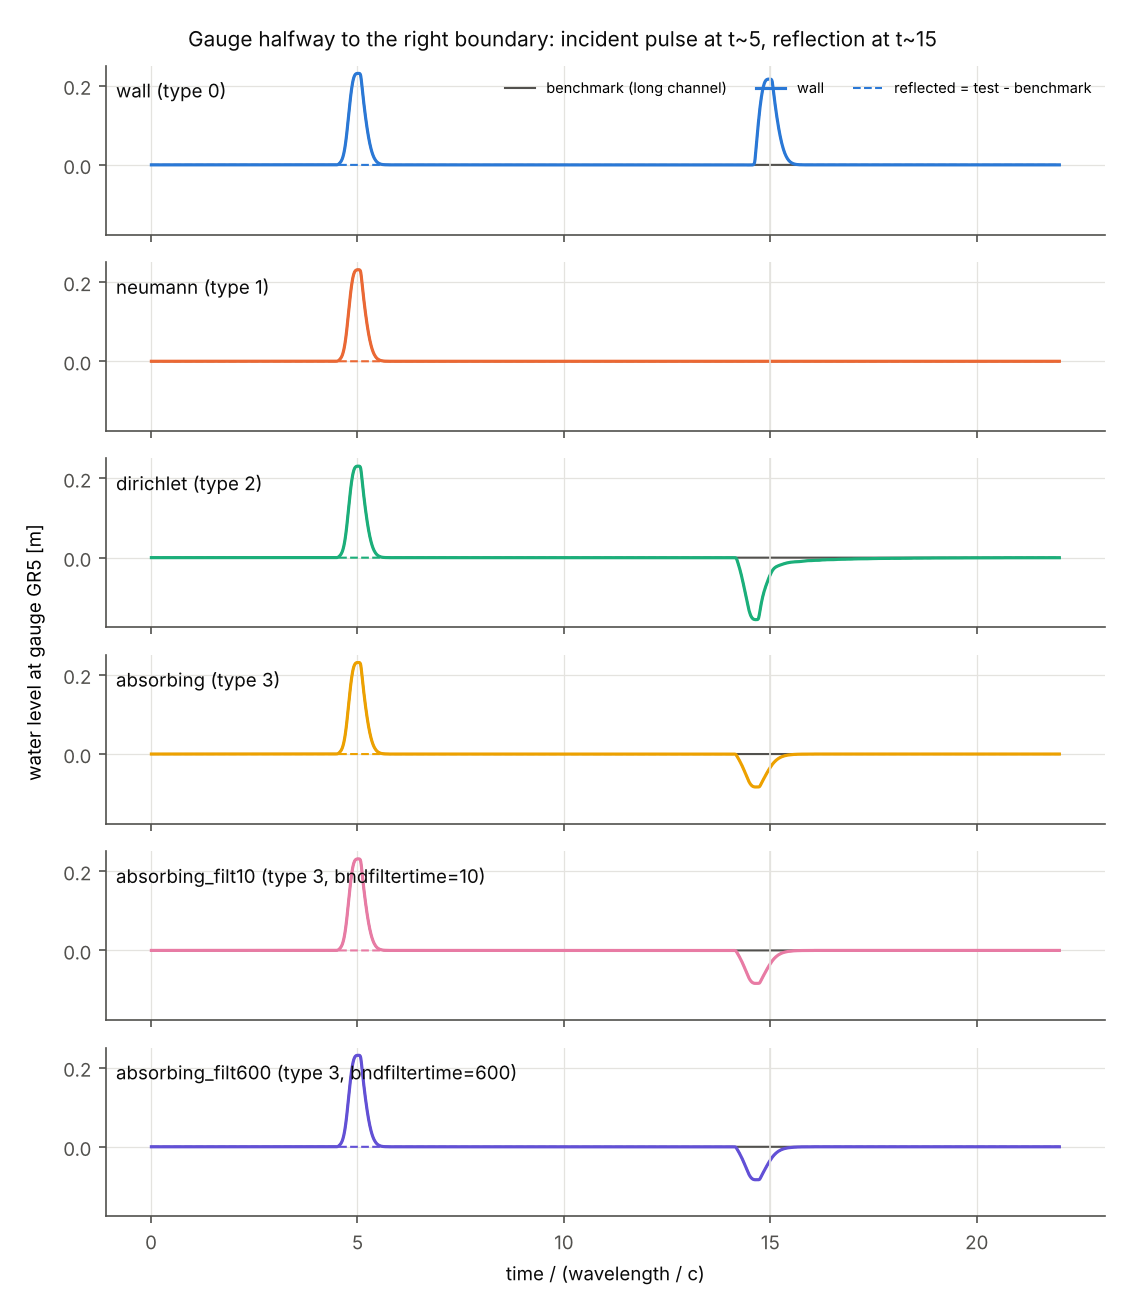 Gauge halfway to the right boundary: incident pulse at t~5, reflection at t~15
wall (type 0)
benchmark (long channel)
wall
reflected = test - benchmark
0.2
0.0
neumann (type 1)
0.2
0.0
dirichlet (type 2)
0.2
0.0
absorbing (type 3)
0.2
0.0
absorbing_filt10 (type 3, bndfiltertime=10)
0.2
0.0
absorbing_filt600 (type 3, bndfiltertime=600)
0.2
0.0
water level at gauge GR5 [m]
0 5 10 15 20
time / (wavelength / c)